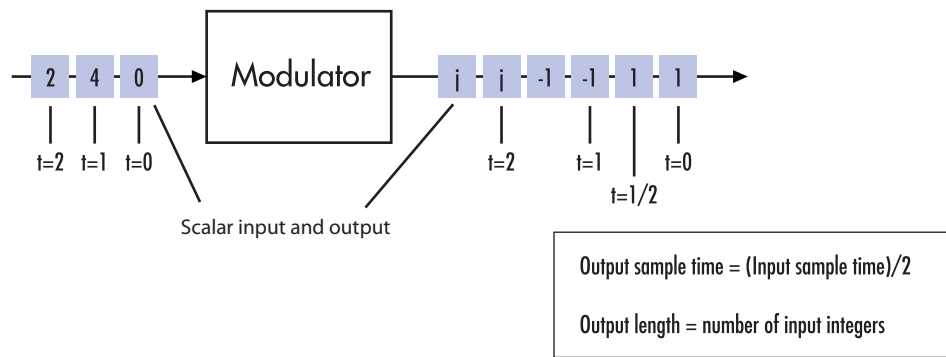 2 4 0
Modulator
j j -1 -1 1 1
t=2 t=1 t=0
t=2 t=1 t=0
t=1/2
Scalar input and output
Output sample time = (Input sample time)/2
Output length = number of input integers